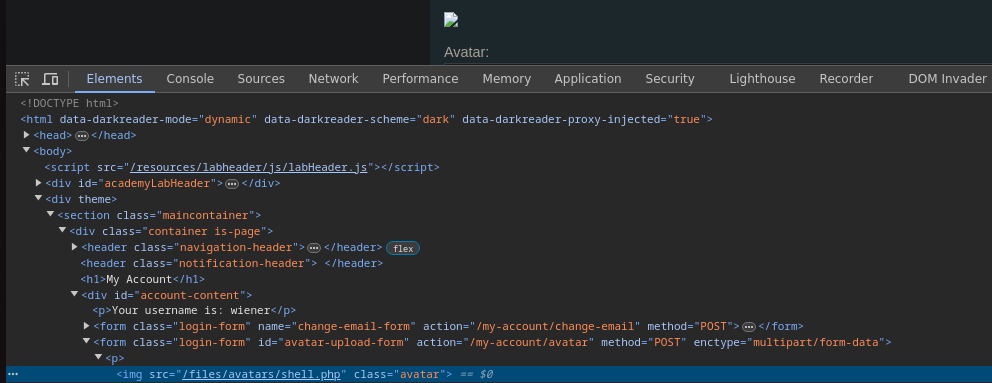 Avatar:
Elements Console Sources Network Performance Memory Application Security Lighthouse Recorder DOM Invader
<!DOCTYPE html>
<html data-darkreader-mode="dynamic" data-darkreader-scheme="dark" data-darkreader-proxy-injected="true">
<head>⋯</head>
<body>
<script src="/resources/labheader/js/labHeader.js"></script>
<div id="academyLabHeader">⋯</div>
<div theme>
<section class="maincontainer">
<div class="container is-page">
<header class="navigation-header">⋯</header> flex
<header class="notification-header"> </header>
<h1>My Account</h1>
<div id="account-content">
<p>Your username is: wiener</p>
<form class="login-form" name="change-email-form" action="/my-account/change-email" method="POST">⋯</form>
<form class="login-form" id="avatar-upload-form" action="/my-account/avatar" method="POST" enctype="multipart/form-data">
<p>
⋯ <img src="/files/avatars/shell.php" class="avatar"> == $0